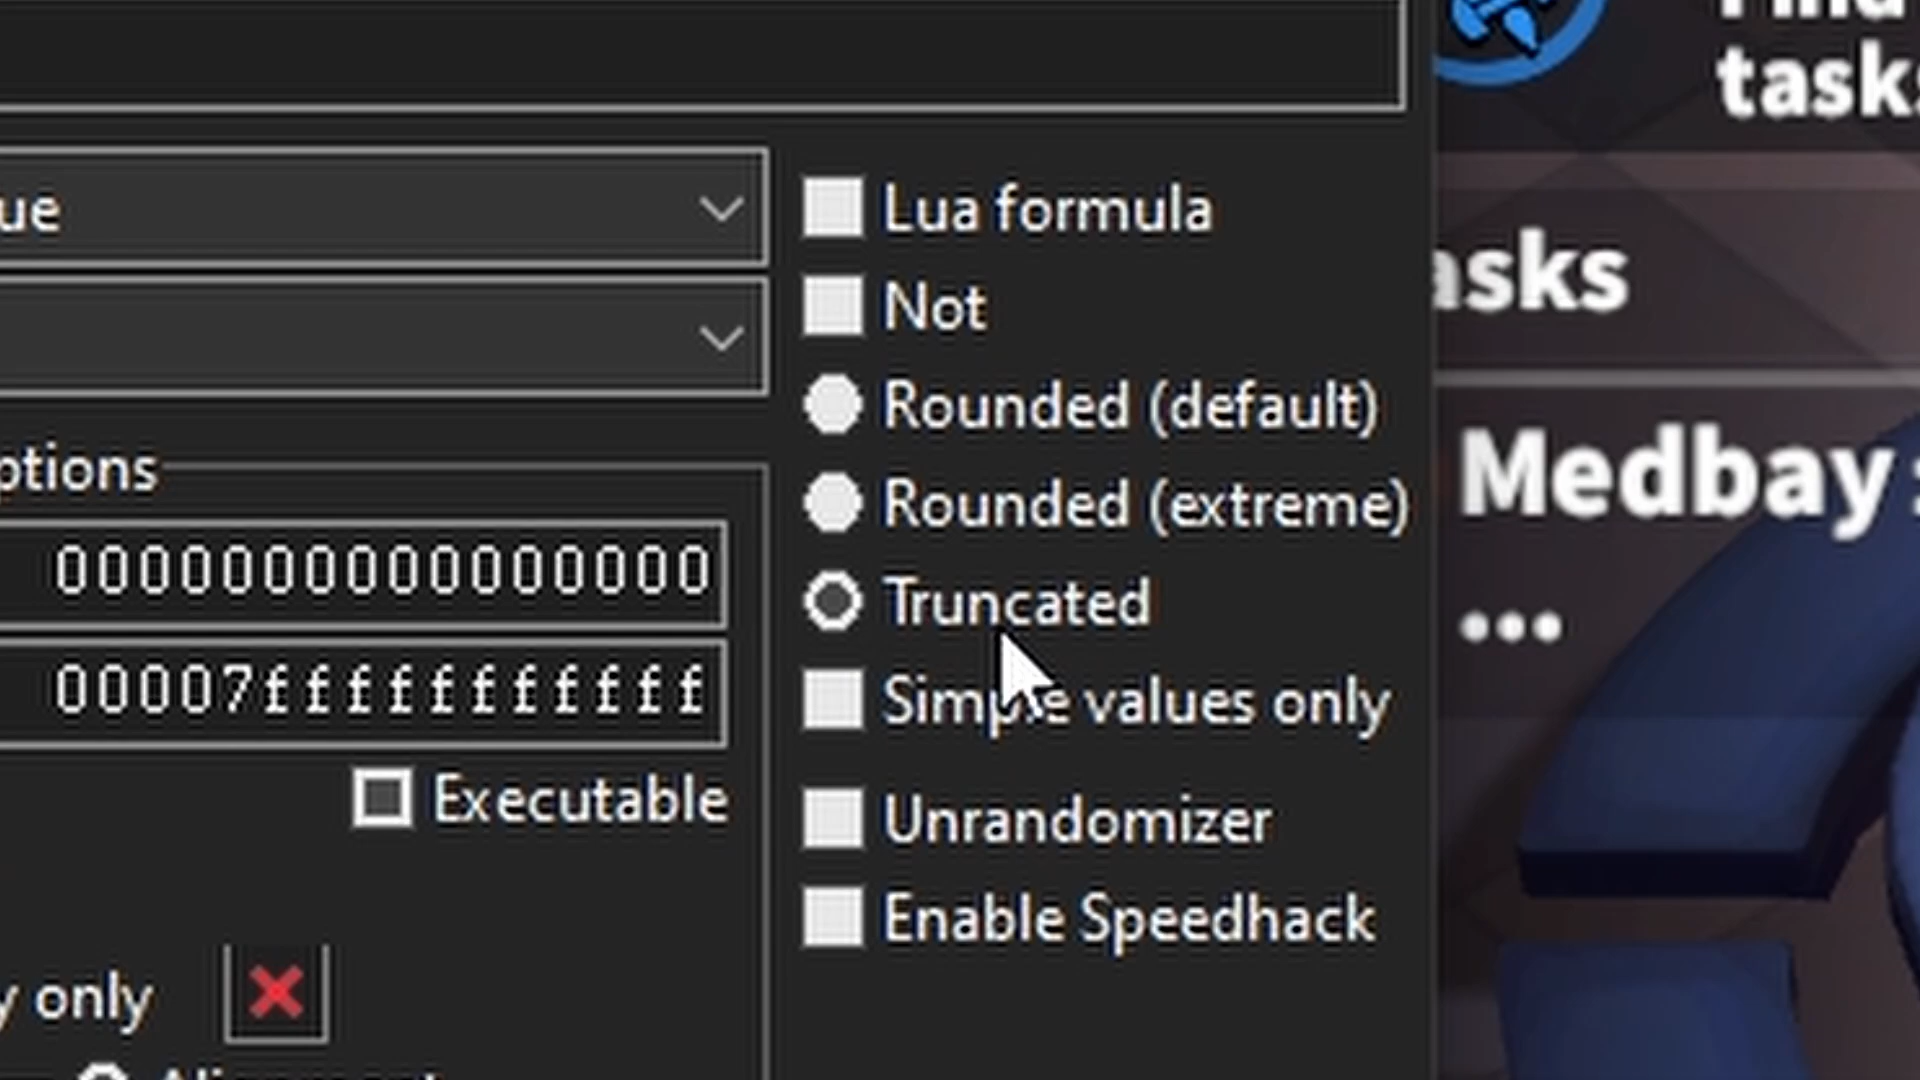 tasks
ue
Lua formula
Not
asks
Rounded (default)
ptions
Rounded (extreme)
Medbay
0000000000000000
Truncated
...
00007fffffffffff
Simple values only
Executable
Unrandomizer
Enable Speedhack
y only